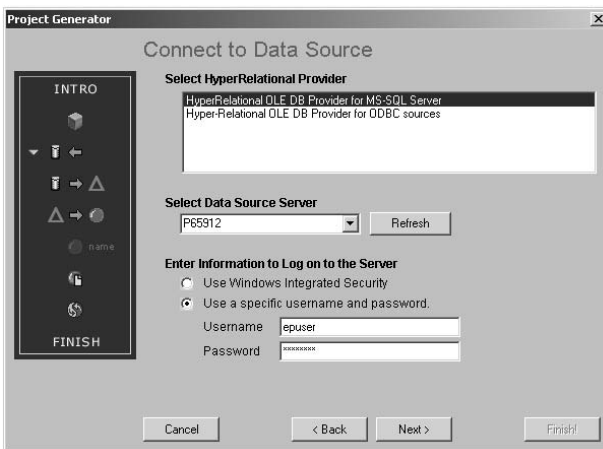 Project Generator
Connect to Data Source
INTRO
name
FINISH
Select HyperRelational Provider
HyperRelational OLE DB Provider for MS-SQL Server
Hyper-Relational OLE DB Provider for ODBC sources
Select Data Source Server
P65912
Refresh
Enter Information to Log on to the Server
Use Windows Integrated Security
Use a specific username and password.
Username epuser
Password ××××××××
Cancel
< Back
Next >
Finish!